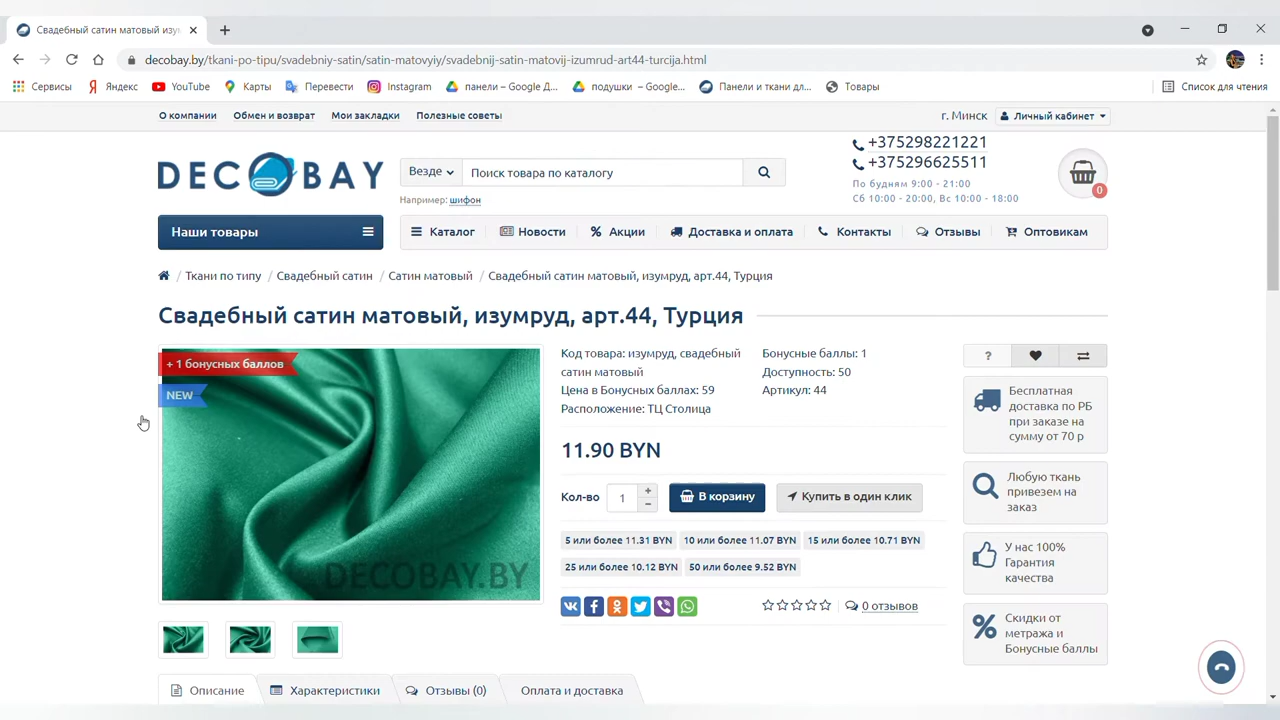 Свадебный сатин матовый изу
decobay.by/tkani-po-tipu/svadebniy-satin/satin-matovyiy/svadebnij-satin-matovij-izumrud-art44-turcija.html
Сервисы Яндекс YouTube Карты Перевести Instagram панели – Google Д... подушки – Google... Панели и ткани дл... Товары Список для чтения
О компании Обмен и возврат Мои закладки Полезные советы г. Минск Личный кабинет
+375298221221
+375296625511
DECOBAY
Везде Поиск товара по каталогу
По будням 9:00 - 21:00
Сб 10:00 - 20:00, Вс 10:00 - 18:00
0
Например: шифон
Наши товары Каталог Новости Акции Доставка и оплата Контакты Отзывы Оптовикам
/ Ткани по типу / Свадебный сатин / Сатин матовый / Свадебный сатин матовый, изумруд, арт.44, Турция
Свадебный сатин матовый, изумруд, арт.44, Турция
+ 1 бонусных баллов
NEW
DECOBAY.BY
Код товара: изумруд, свадебный
сатин матовый
Цена в Бонусных баллах: 59
Расположение: ТЦ Столица
Бонусные баллы: 1
Доступность: 50
Артикул: 44
11.90 BYN
Кол-во 1 + − В корзину Купить в один клик
5 или более 11.31 BYN 10 или более 11.07 BYN 15 или более 10.71 BYN
25 или более 10.12 BYN 50 или более 9.52 BYN
0 отзывов
?
Бесплатная
доставка по РБ
при заказе на
сумму от 70 р
Любую ткань
привезем на
заказ
У нас 100%
Гарантия
качества
Скидки от
метража и
Бонусные баллы
Описание Характеристики Отзывы (0) Оплата и доставка